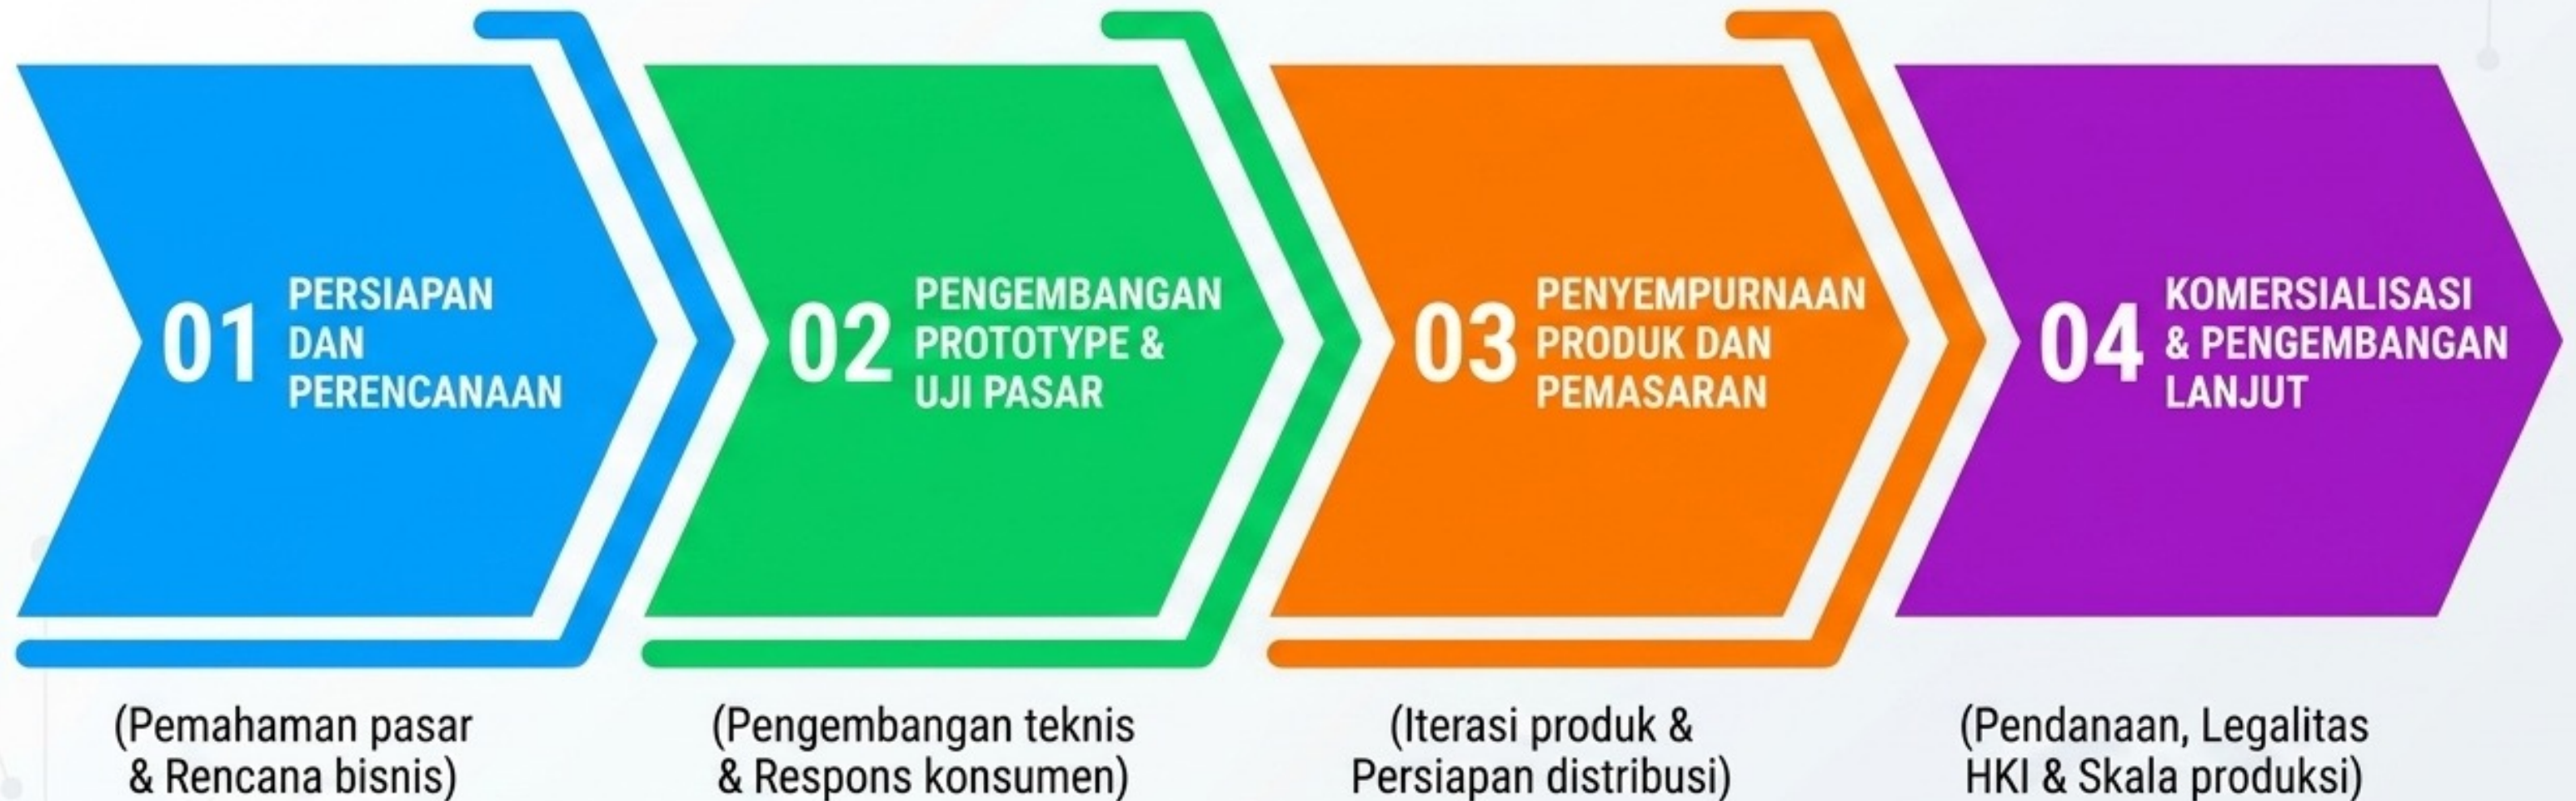 01
PERSIAPAN
DAN
PERENCANAAN
(Pemahaman pasar
& Rencana bisnis)
02
PENGEMBANGAN
PROTOTYPE &
UJI PASAR
(Pengembangan teknis
& Respons konsumen)
03
PENYEMPURNAAN
PRODUK DAN
PEMASARAN
(Iterasi produk &
Persiapan distribusi)
04
KOMERSIALISASI
& PENGEMBANGAN
LANJUT
(Pendanaan, Legalitas
HKI & Skala produksi)